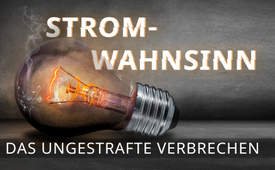 STROM-
WAHNSINN
DAS UNGESTRAFTE VERBRECHEN